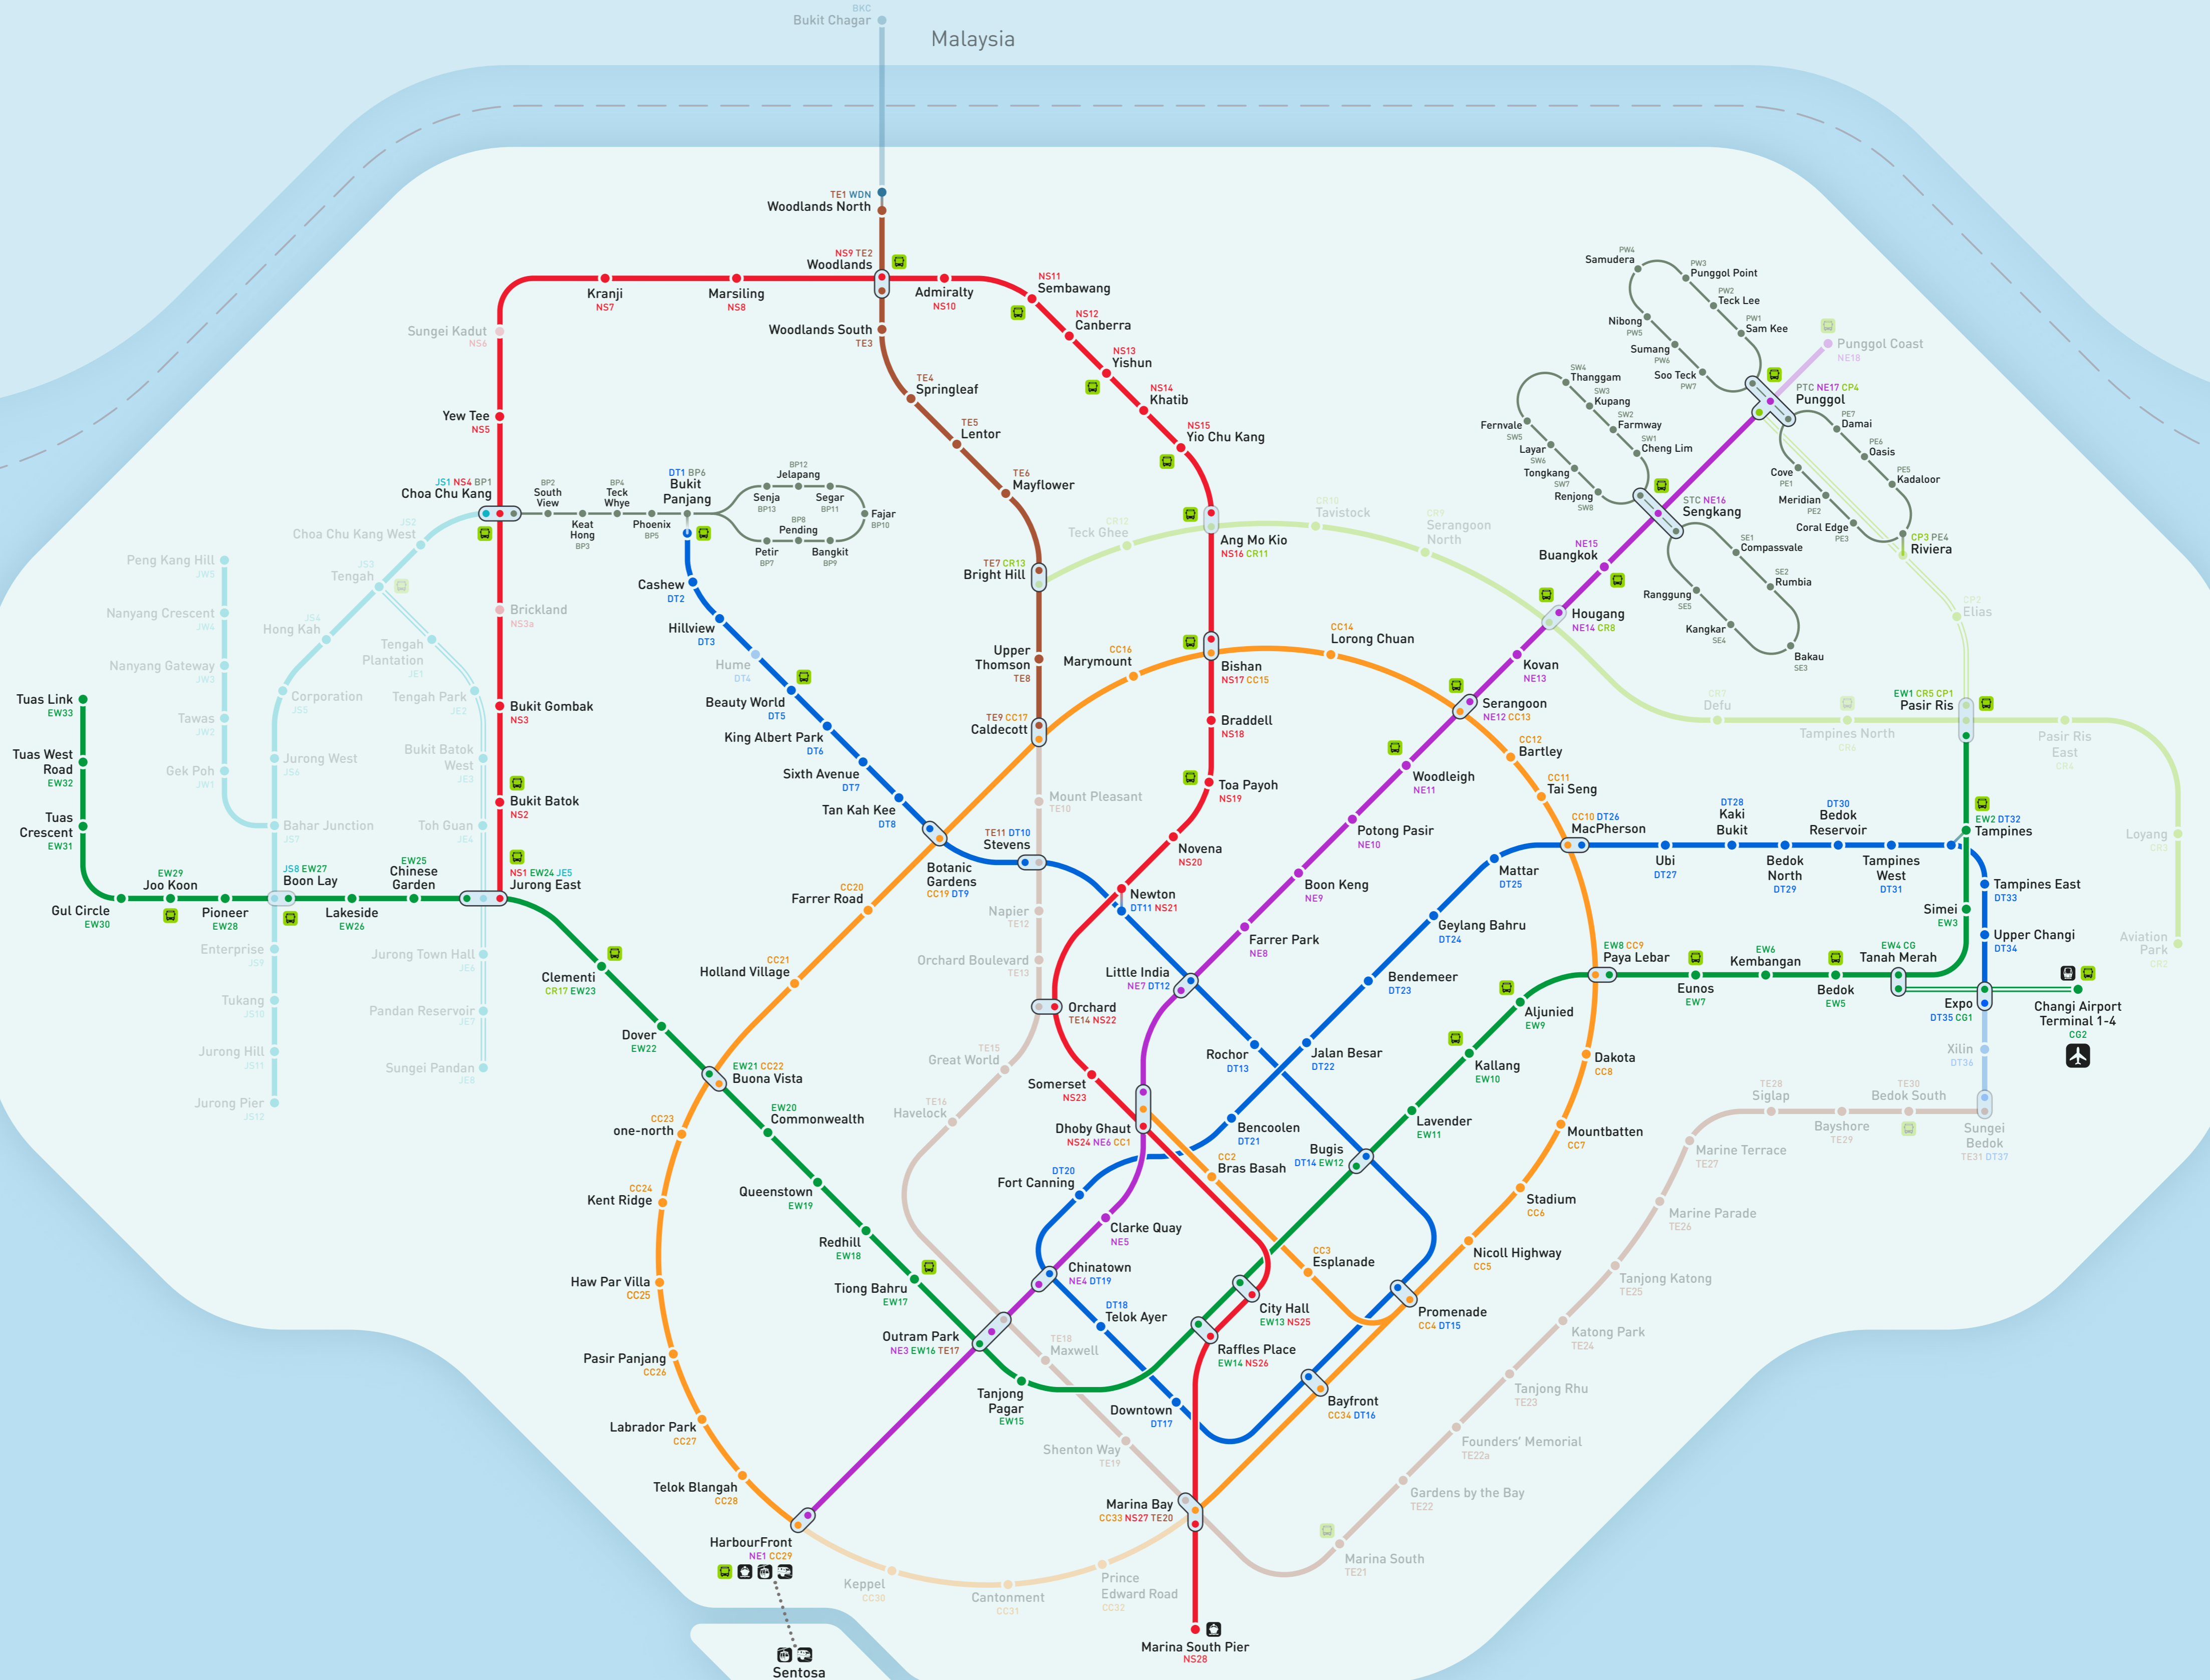 BKC
Bukit Chagar
Malaysia
TE1 WDN
Woodlands North
NS9 TE2
Woodlands
Kranji
NS7
Marsiling
NS8
Admiralty
NS10
NS11
Sembawang
NS12
Canberra
NS13
Yishun
NS14
Khatib
NS15
Yio Chu Kang
Woodlands South
TE3
TE4
Springleaf
TE5
Lentor
TE6
Mayflower
TE7 CR13
Bright Hill
Upper
Thomson
TE8
TE9 CC17
Caldecott
Mount Pleasant
TE10
TE11 DT10
Stevens
Napier
TE12
Orchard Boulevard
TE13
Orchard
TE14 NS22
TE15
Great World
TE16
Havelock
Sungei Kadut
NS6
Yew Tee
NS5
JS1 NS4 BP1
Choa Chu Kang
BP2
South
View
Keat
Hong
BP3
BP4
Teck
Whye
Phoenix
BP5
DT1 BP6
Bukit
Panjang
BP12
Jelapang
Senja
BP13
Segar
BP11
Fajar
BP10
BP8
Pending
Petir
BP7
Bangkit
BP9
JS2
Choa Chu Kang West
JS3
Tengah
JS4
Hong Kah
Tengah
Plantation
JE1
Corporation
JS5
Tengah Park
JE2
Jurong West
JS6
Bukit Batok
West
JE3
Bahar Junction
JS7
Toh Guan
JE4
Peng Kang Hill
JW5
Nanyang Crescent
JW4
Nanyang Gateway
JW3
Tawas
JW2
Gek Poh
JW1
Brickland
NS3a
Bukit Gombak
NS3
Bukit Batok
NS2
NS1 EW24 JE5
Jurong East
Tuas Link
EW33
Tuas West
Road
EW32
Tuas
Crescent
EW31
Gul Circle
EW30
EW29
Joo Koon
Pioneer
EW28
JS8 EW27
Boon Lay
Lakeside
EW26
EW25
Chinese
Garden
Enterprise
JS9
Tukang
JS10
Jurong Hill
JS11
Jurong Pier
JS12
Jurong Town Hall
JE6
Pandan Reservoir
JE7
Sungei Pandan
JE8
Cashew
DT2
Hillview
DT3
Hume
DT4
Beauty World
DT5
King Albert Park
DT6
Sixth Avenue
DT7
Tan Kah Kee
DT8
Botanic
Gardens
CC19 DT9
CC20
Farrer Road
CC21
Holland Village
Clementi
CR17 EW23
Dover
EW22
EW21 CC22
Buona Vista
EW20
Commonwealth
Queenstown
EW19
Redhill
EW18
Tiong Bahru
EW17
Outram Park
NE3 EW16 TE17
CC23
one-north
CC24
Kent Ridge
Haw Par Villa
CC25
Pasir Panjang
CC26
Labrador Park
CC27
Telok Blangah
CC28
HarbourFront
NE1 CC29
Sentosa
Keppel
CC30
Cantonment
CC31
Prince
Edward Road
CC32
Marina Bay
CC33 NS27 TE20
Marina South Pier
NS28
CR12
Teck Ghee
Ang Mo Kio
NS16 CR11
CR10
Tavistock
CR9
Serangoon
North
CC16
Marymount
Bishan
NS17 CC15
CC14
Lorong Chuan
Braddell
NS18
Toa Payoh
NS19
Novena
NS20
Newton
DT11 NS21
Little India
NE7 DT12
Rochor
DT13
Somerset
NS23
Dhoby Ghaut
NS24 NE6 CC1
DT20
Fort Canning
Clarke Quay
NE5
Chinatown
NE4 DT19
DT18
Telok Ayer
TE18
Maxwell
Tanjong
Pagar
EW15
Downtown
DT17
Shenton Way
TE19
CC2
Bras Basah
Bencoolen
DT21
Jalan Besar
DT22
Bendemeer
DT23
Geylang Bahru
DT24
Mattar
DT25
Bugis
DT14 EW12
CC3
Esplanade
City Hall
EW13 NS25
Raffles Place
EW14 NS26
Promenade
CC4 DT15
Bayfront
CC34 DT16
Nicoll Highway
CC5
Stadium
CC6
Mountbatten
CC7
Dakota
CC8
Lavender
EW11
Kallang
EW10
Aljunied
EW9
EW8 CC9
Paya Lebar
Eunos
EW7
EW6
Kembangan
Bedok
EW5
EW4 CG
Tanah Merah
Simei
EW3
EW2 DT32
Tampines
EW1 CR5 CP1
Pasir Ris
CC10 DT26
MacPherson
Ubi
DT27
DT28
Kaki
Bukit
Bedok
North
DT29
DT30
Bedok
Reservoir
Tampines
West
DT31
Tampines East
DT33
Upper Changi
DT34
Expo
DT35 CG1
Changi Airport
Terminal 1-4
CG2
Xilin
DT36
Sungei
Bedok
TE31 DT37
TE30
Bedok South
Bayshore
TE29
TE28
Siglap
Marine Terrace
TE27
Marine Parade
TE26
Tanjong Katong
TE25
Katong Park
TE24
Tanjong Rhu
TE23
Founders' Memorial
TE22a
Gardens by the Bay
TE22
Marina South
TE21
CC11
Tai Seng
CC12
Bartley
Serangoon
NE12 CC13
Woodleigh
NE11
Potong Pasir
NE10
Boon Keng
NE9
Farrer Park
NE8
Kovan
NE13
Hougang
NE14 CR8
NE15
Buangkok
STC NE16
Sengkang
PTC NE17 CP4
Punggol
Punggol Coast
NE18
PW4
Samudera
PW3
Punggol Point
PW2
Teck Lee
PW1
Sam Kee
Nibong
PW5
Sumang
PW6
Soo Teck
PW7
SW4
Thanggam
SW3
Kupang
SW2
Farmway
SW1
Cheng Lim
Fernvale
SW5
Layar
SW6
Tongkang
SW7
Renjong
SW8
PE7
Damai
PE6
Oasis
PE5
Kadaloor
Cove
PE1
Meridian
PE2
Coral Edge
PE3
CP3 PE4
Riviera
SE1
Compassvale
SE2
Rumbia
Bakau
SE3
Kangkar
SE4
Ranggung
SE5
CP2
Elias
CR7
Defu
Tampines North
CR6
Pasir Ris
East
CR4
Loyang
CR3
Aviation
Park
CR2